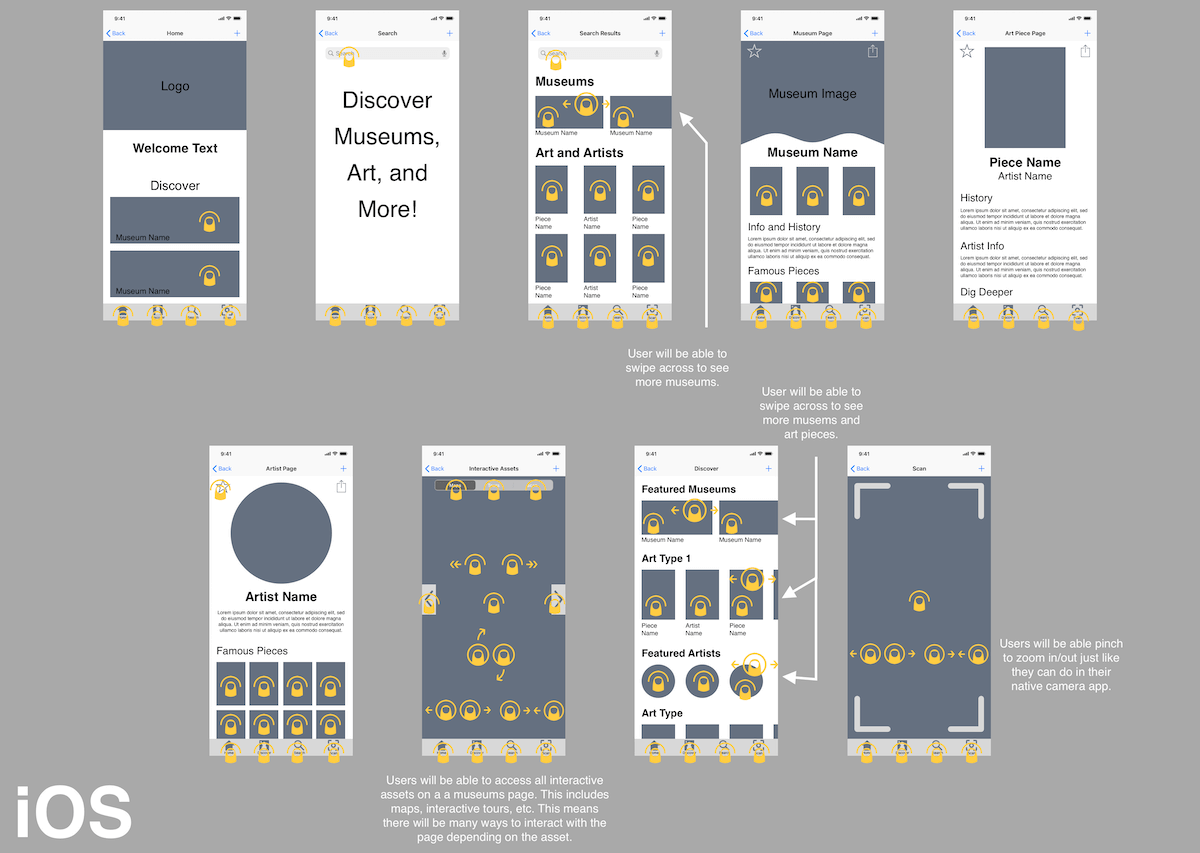 9:41
Back
Home
+
Logo
Welcome Text
Discover
Museum Name
Museum Name
9:41
Back
Search
+
Search
Discover
Museums,
Art, and
More!
9:41
Back
Search Results
+
Search
Museums
Museum Name
Museum Name
Art and Artists
Piece
Name
Artist
Name
Piece
Name
Piece
Name
Artist
Name
Piece
Name
9:41
Back
Museum Page
+
Museum Image
Museum Name
Info and History
Lorem ipsum dolor sit amet, consectetur adipiscing elit, sed
do eiusmod tempor incididunt ut labore et dolore magna
aliqua. Ut enim ad minim veniam, quis nostrud exercitation
ullamco laboris nisi ut aliquip ex ea commodo consequat.
Famous Pieces
9:41
Back
Art Piece Page
+
Piece Name
Artist Name
History
Lorem ipsum dolor sit amet, consectetur adipiscing elit, sed
do eiusmod tempor incididunt ut labore et dolore magna
aliqua. Ut enim ad minim veniam, quis nostrud exercitation
ullamco laboris nisi ut aliquip ex ea commodo consequat.
Artist Info
Lorem ipsum dolor sit amet, consectetur adipiscing elit, sed
do eiusmod tempor incididunt ut labore et dolore magna
aliqua. Ut enim ad minim veniam, quis nostrud exercitation
ullamco laboris nisi ut aliquip ex ea commodo consequat.
Dig Deeper
User will be able to
swipe across to see
more museums.
User will be able to
swipe across to see
more musems and
art pieces.
9:41
Back
Artist Page
+
Artist Name
Lorem ipsum dolor sit amet, consectetur adipiscing elit, sed
do eiusmod tempor incididunt ut labore et dolore magna
aliqua. Ut enim ad minim veniam, quis nostrud exercitation
ullamco laboris nisi ut aliquip ex ea commodo consequat.
Famous Pieces
9:41
Back
Interactive Assets
+
9:41
Back
Discover
+
Featured Museums
Museum Name
Museum Name
Art Type 1
Piece
Name
Artist
Name
Piece
Name
Featured Artists
Art Type
9:41
Back
Scan
+
Users will be able pinch
to zoom in/out just like
they can do in their
native camera app.
Users will be able to access all interactive
assets on a a museums page. This includes
maps, interactive tours, etc. This means
there will be many ways to interact with the
page depending on the asset.
iOS